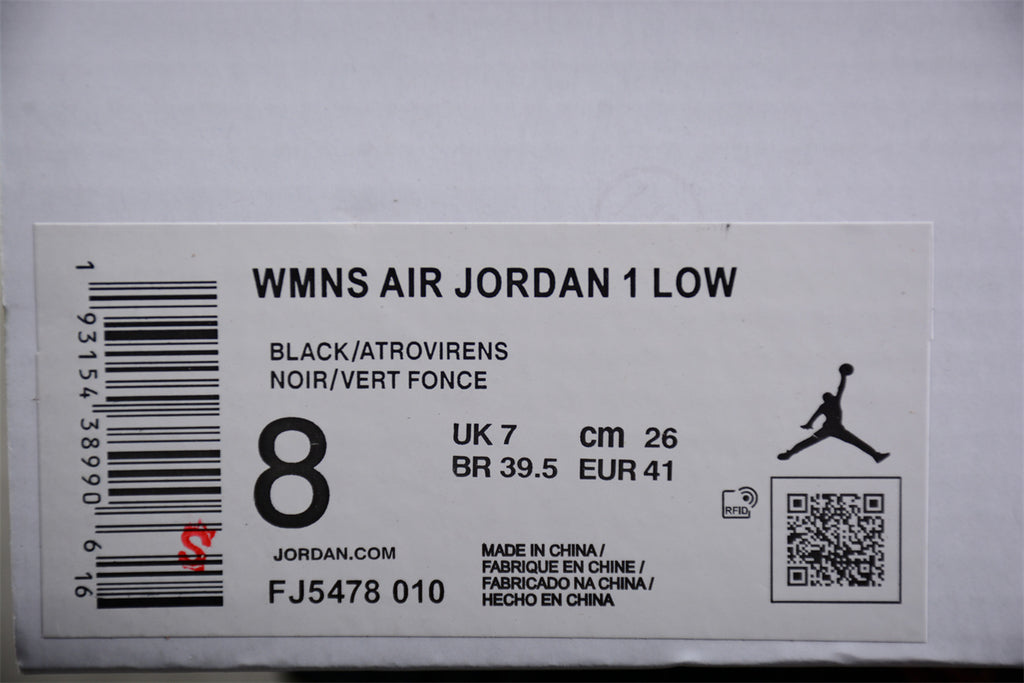 WMNS AIR JORDAN 1 LOW
BLACK/ATROVIRENS
NOIR/VERT FONCE
8
UK 7 cm 26
BR 39.5 EUR 41
RFID
JORDAN.COM
FJ5478 010
MADE IN CHINA /
FABRIQUE EN CHINE /
FABRICADO NA CHINA /
HECHO EN CHINA
1 93154 38990 6 16
S